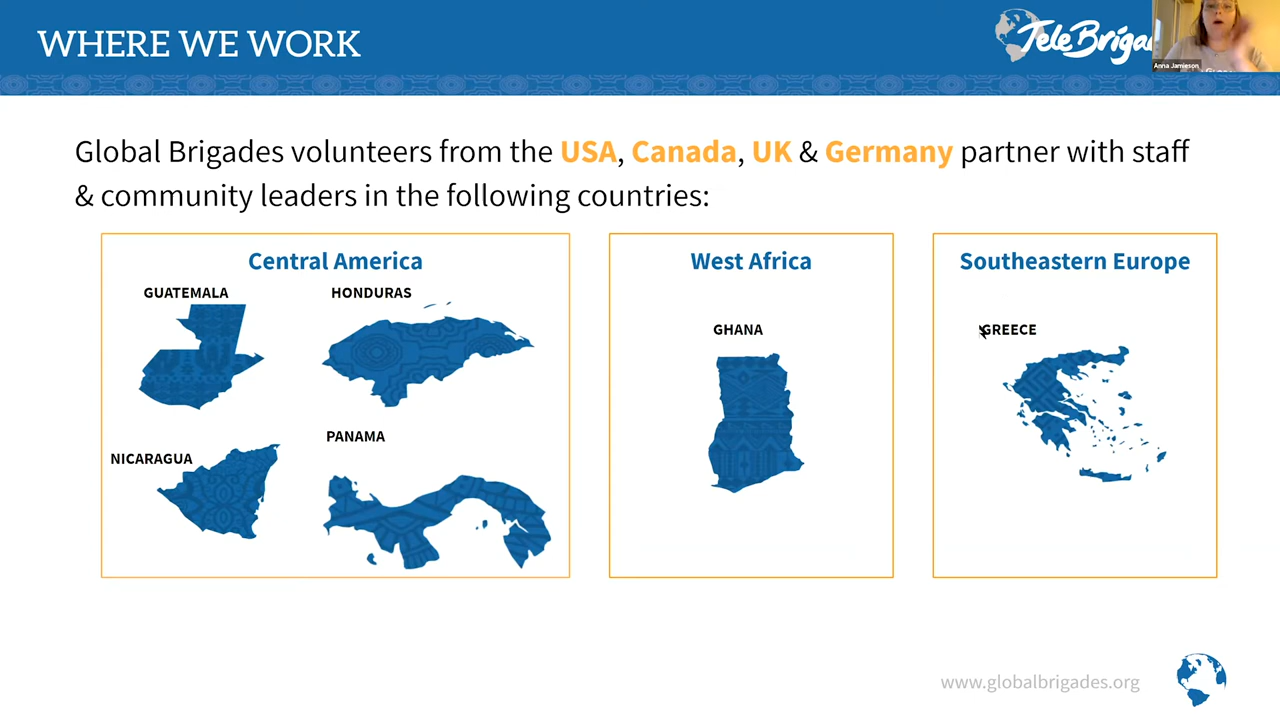 WHERE WE WORK
TeleBriga
Anna Jamieson
Global Brigades volunteers from the USA, Canada, UK & Germany partner with staff
& community leaders in the following countries:
Central America
GUATEMALA
HONDURAS
NICARAGUA
PANAMA
West Africa
GHANA
Southeastern Europe
GREECE
www.globalbrigades.org